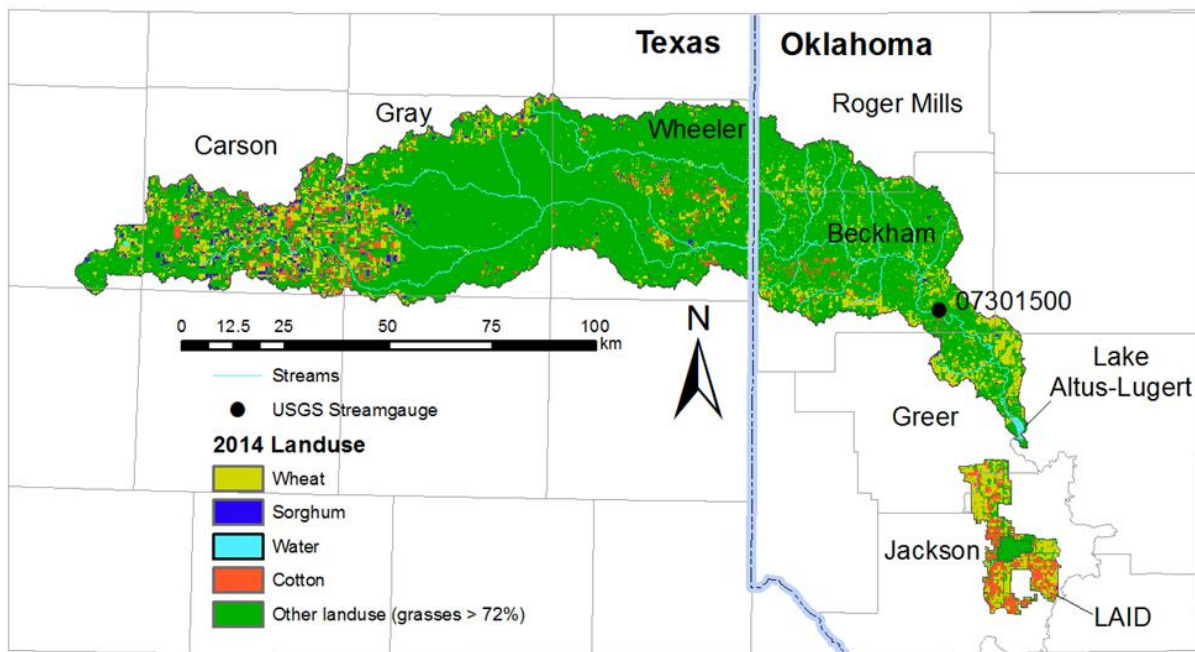 Texas
Oklahoma
Roger Mills
Gray
Wheeler
Carson
Beckham
07301500
0 12.5 25 50 75 100
km
N
Lake
Altus-Lugert
Streams
USGS Streamgauge
Greer
2014 Landuse
Wheat
Sorghum
Water
Jackson
Cotton
Other landuse (grasses > 72%)
LAID